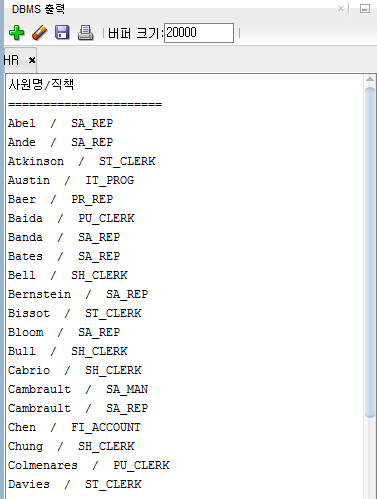 DBMS 출력
버퍼 크기: 20000
HR
사원명/직책
======================
Abel / SA_REP
Ande / SA_REP
Atkinson / ST_CLERK
Austin / IT_PROG
Baer / PR_REP
Baida / PU_CLERK
Banda / SA_REP
Bates / SA_REP
Bell / SH_CLERK
Bernstein / SA_REP
Bissot / ST_CLERK
Bloom / SA_REP
Bull / SH_CLERK
Cabrio / SH_CLERK
Cambrault / SA_MAN
Cambrault / SA_REP
Chen / FI_ACCOUNT
Chung / SH_CLERK
Colmenares / PU_CLERK
Davies / ST_CLERK